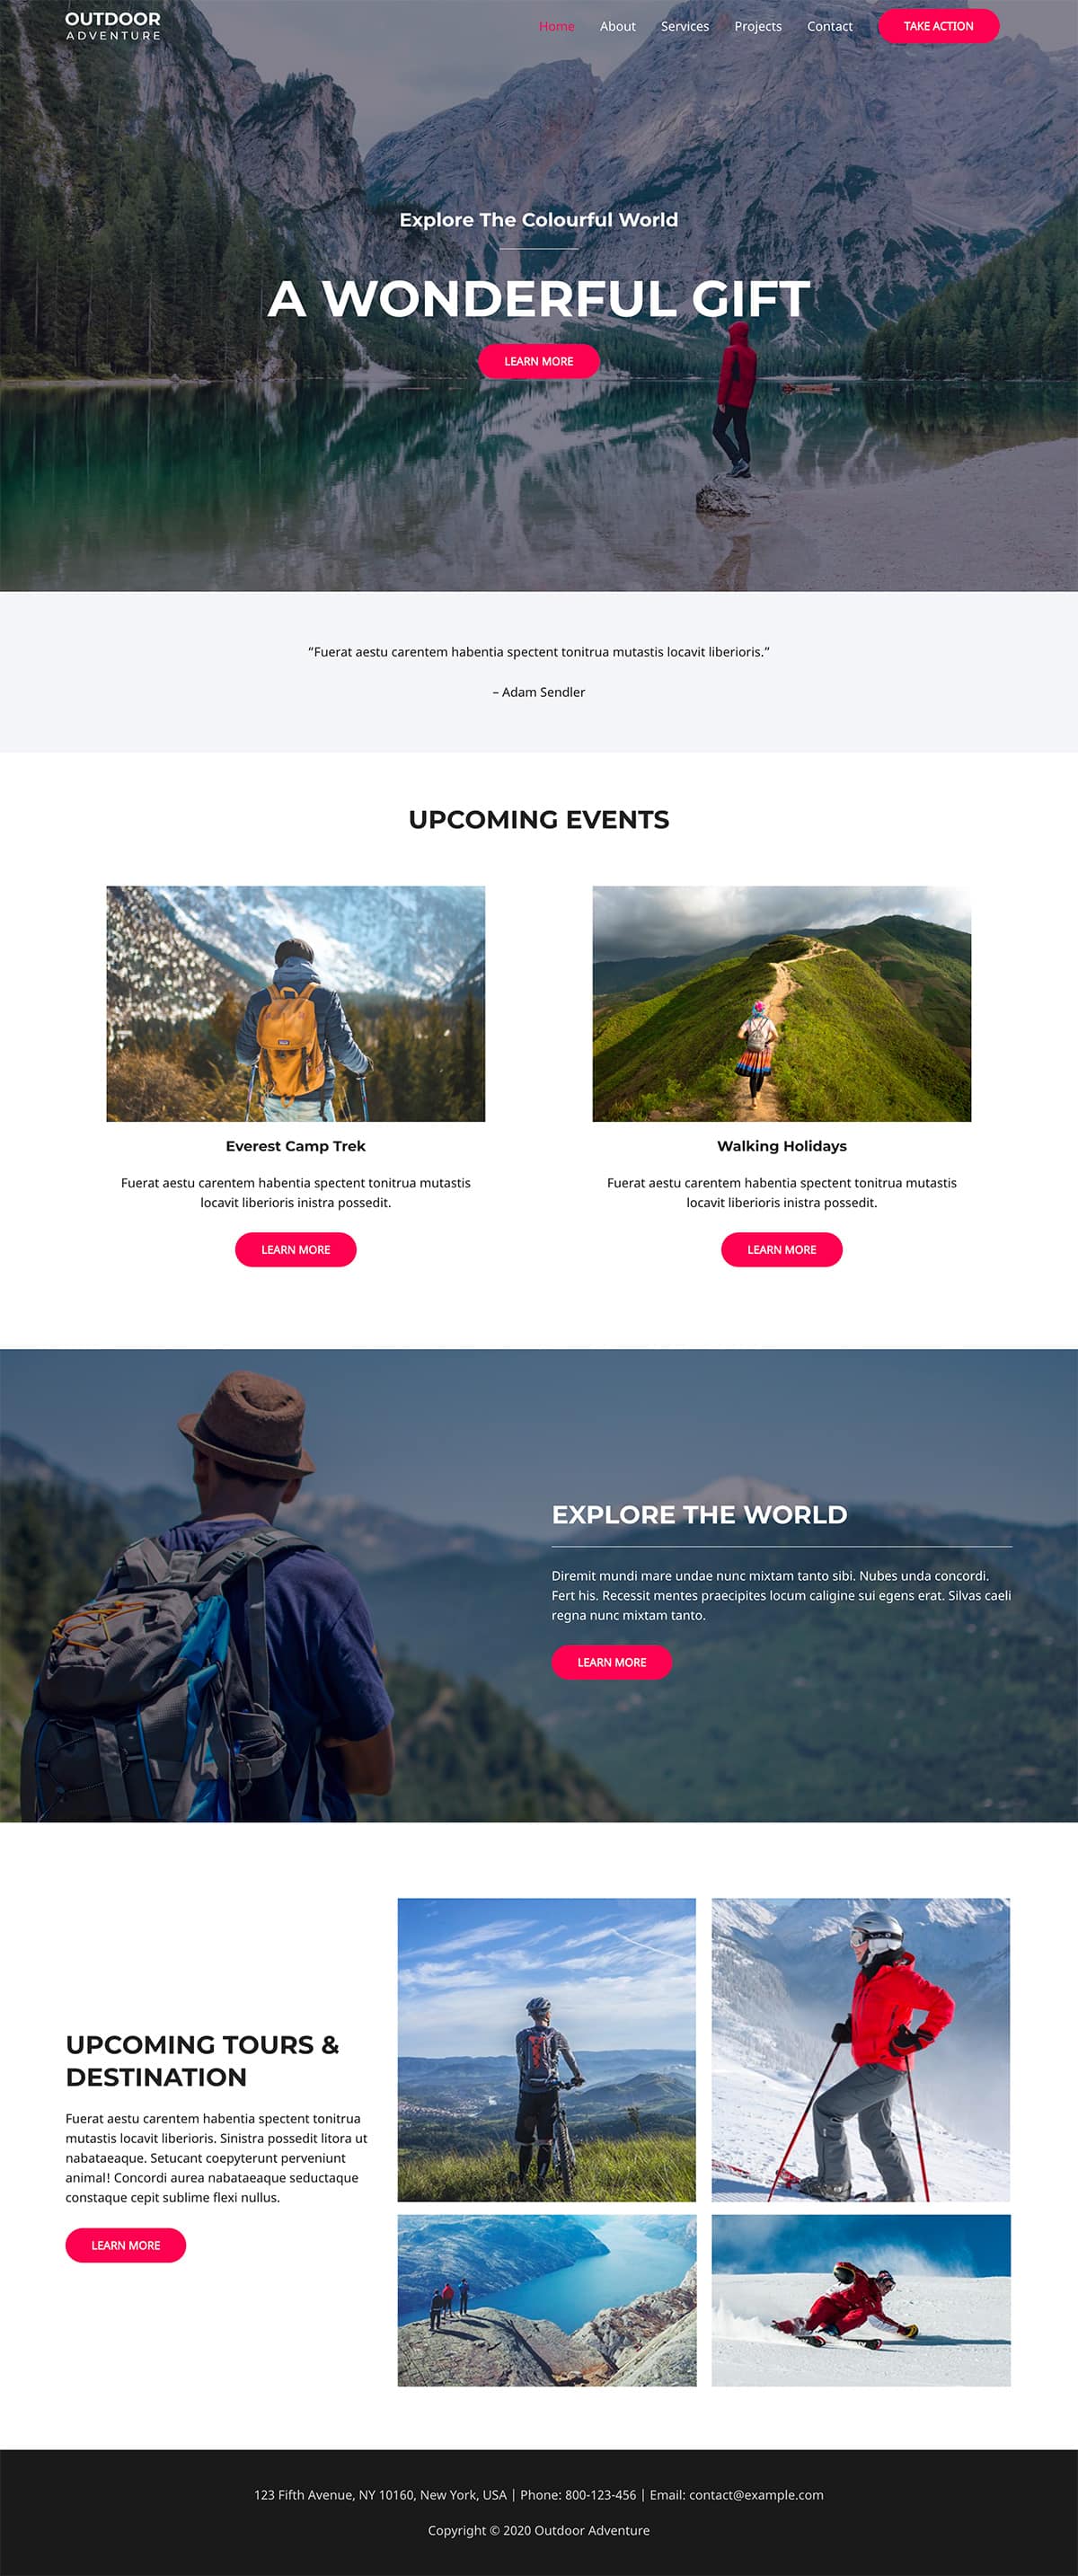 OUTDOOR
ADVENTURE
Home About Services Projects Contact TAKE ACTION
Explore The Colourful World
A WONDERFUL GIFT
LEARN MORE
“Fuerat aestu carentem habentia spectent tonitrua mutastis locavit liberioris.”
– Adam Sendler
UPCOMING EVENTS
Everest Camp Trek
Fuerat aestu carentem habentia spectent tonitrua mutastis
locavit liberioris inistra possedit.
LEARN MORE
Walking Holidays
Fuerat aestu carentem habentia spectent tonitrua mutastis
locavit liberioris inistra possedit.
LEARN MORE
EXPLORE THE WORLD
Diremit mundi mare undae nunc mixtam tanto sibi. Nubes unda concordi.
Fert his. Recessit mentes praecipites locum caligine sui egens erat. Silvas caeli
regna nunc mixtam tanto.
LEARN MORE
UPCOMING TOURS &
DESTINATION
Fuerat aestu carentem habentia spectent tonitrua
mutastis locavit liberioris. Sinistra possedit litora ut
nabataeaque. Setucant coepyterunt perveniunt
animal! Concordi aurea nabataeaque seductaque
constaque cepit sublime flexi nullus.
LEARN MORE
123 Fifth Avenue, NY 10160, New York, USA | Phone: 800-123-456 | Email: contact@example.com
Copyright © 2020 Outdoor Adventure